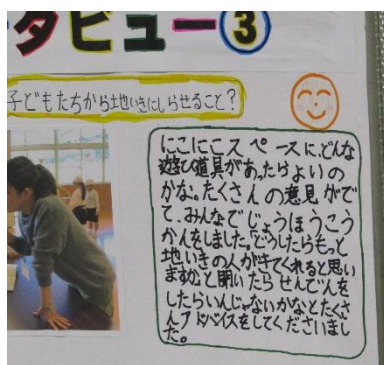 タビュー③
子どもたちから地いきにしらせること？
にこにこスペースに、どんな
遊び道具があったらよいの
かな。たくさんの意見がで
て、みんなでじょうほうこう
かんをしました。「どうしたらもっと
地いきの人がキてくれると思い
ますか」と聞いたらせんでんを
したらいいんじゃないかなとたくさ
んアドバイスをしてくださいまし
た。